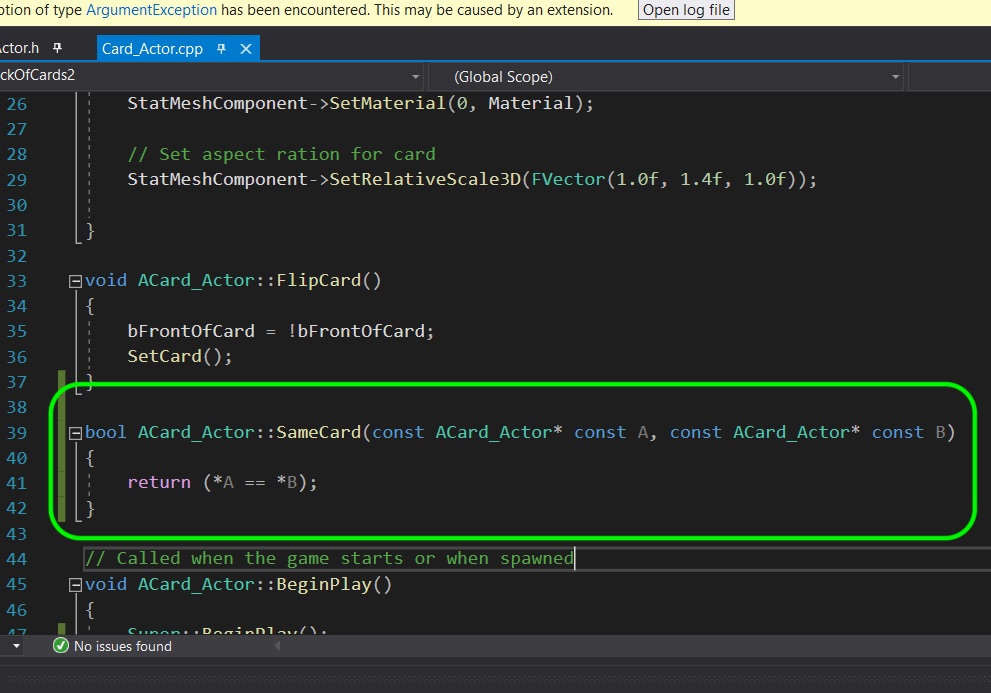 ption of type ArgumentException has been encountered. This may be caused by an extension. Open log file
Actor.h Card_Actor.cpp
ckOfCards2 (Global Scope)
26 StatMeshComponent->SetMaterial(0, Material);
27
28 // Set aspect ration for card
29 StatMeshComponent->SetRelativeScale3D(FVector(1.0f, 1.4f, 1.0f));
30
31 }
32
33 void ACard_Actor::FlipCard()
34 {
35 bFrontOfCard = !bFrontOfCard;
36 SetCard();
37 }
38
39 bool ACard_Actor::SameCard(const ACard_Actor* const A, const ACard_Actor* const B)
40 {
41 return (*A == *B);
42 }
43
44 // Called when the game starts or when spawned
45 void ACard_Actor::BeginPlay()
46 {
47 Super::BeginPlay();
No issues found